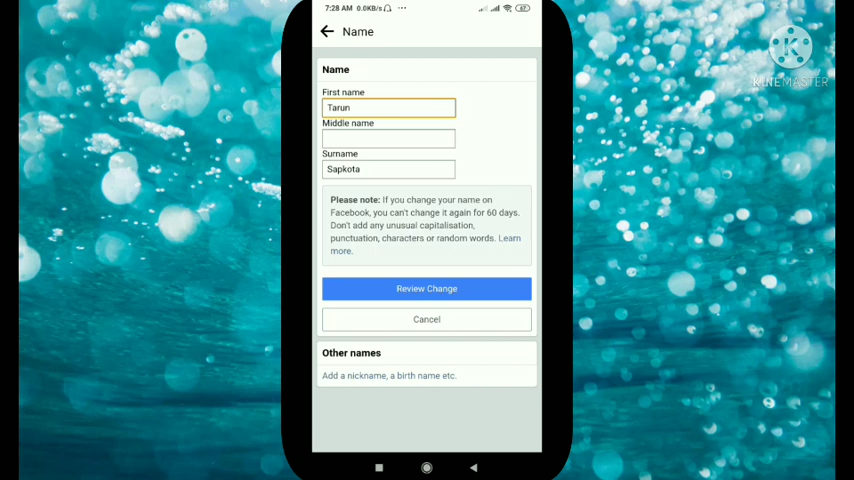 7:28 AM 0.0KB/s ... 67
Name
Name
First name
Tarun
Middle name
Surname
Sapkota
Please note: If you change your name on
Facebook, you can't change it again for 60 days.
Don't add any unusual capitalisation,
punctuation, characters or random words. Learn
more.
Review Change
Cancel
Other names
Add a nickname, a birth name etc.
K
KINEMASTER